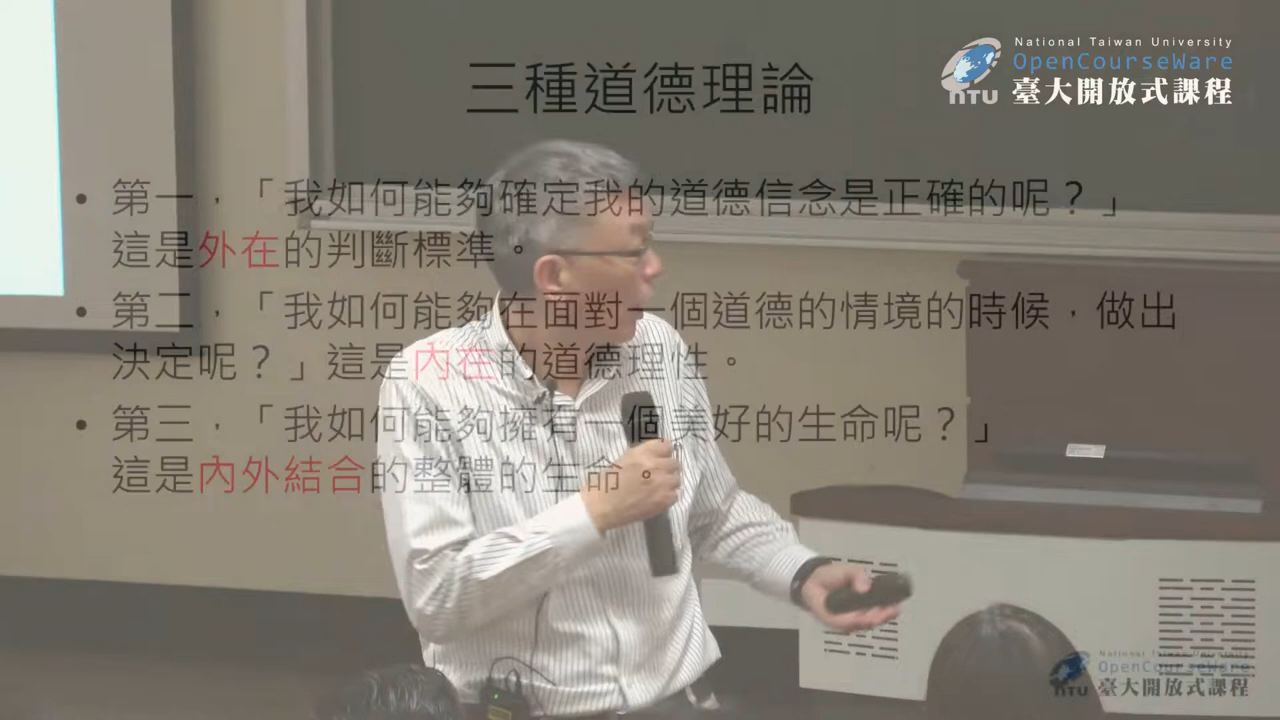 National Taiwan University
OpenCourseWare
NTU 臺大開放式課程
三種道德理論
• 第一，「我如何能夠確定我的道德信念是正確的呢？」
這是外在的判斷標準。
• 第二，「我如何能夠在面對一個道德的情境的時候，做出
決定呢？」這是內在的道德理性。
• 第三，「我如何能夠擁有一個美好的生命呢？」
這是內外結合的整體的生命。
National Taiwan University
OpenCourseWare
NTU 臺大開放式課程